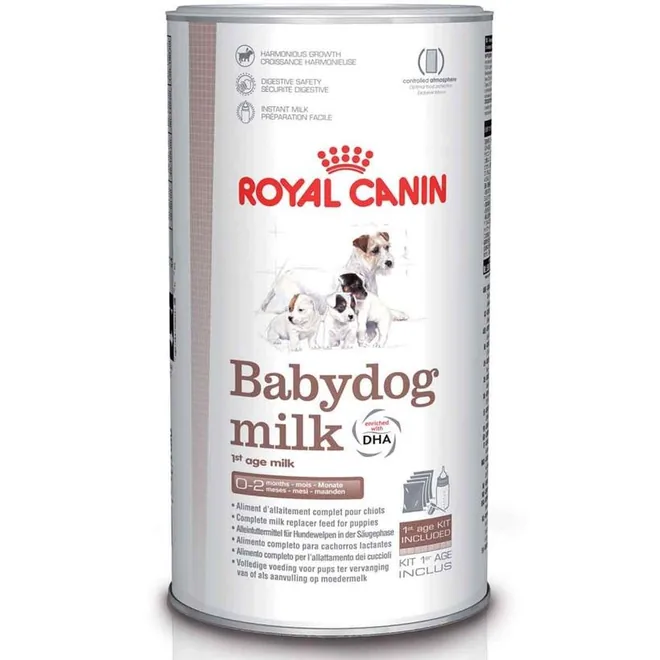 HARMONIOUS GROWTH
CROISSANCE HARMONIEUSE
DIGESTIVE SAFETY
SÉCURITÉ DIGESTIVE
INSTANT MILK
PRÉPARATION FACILE
controlled atmosphere
ROYAL CANIN
Babydog
milk
enriched with
DHA
1st age milk
0-2 months - mois - Monate
meses - mesi - maanden
• Aliment d'allaitement complet pour chiots
• Complete milk replacer feed for puppies
• Alleinfuttermittel für Hundewelpen in der Säugephase
• Alimento completo para cachorros lactantes
• Alimento completo per l'allattamento dei cuccioli
• Volledige voeding voor pups ter vervanging
van of als aanvulling op moedermelk
1st age KIT
INCLUDED
KIT 1er AGE
INCLUS